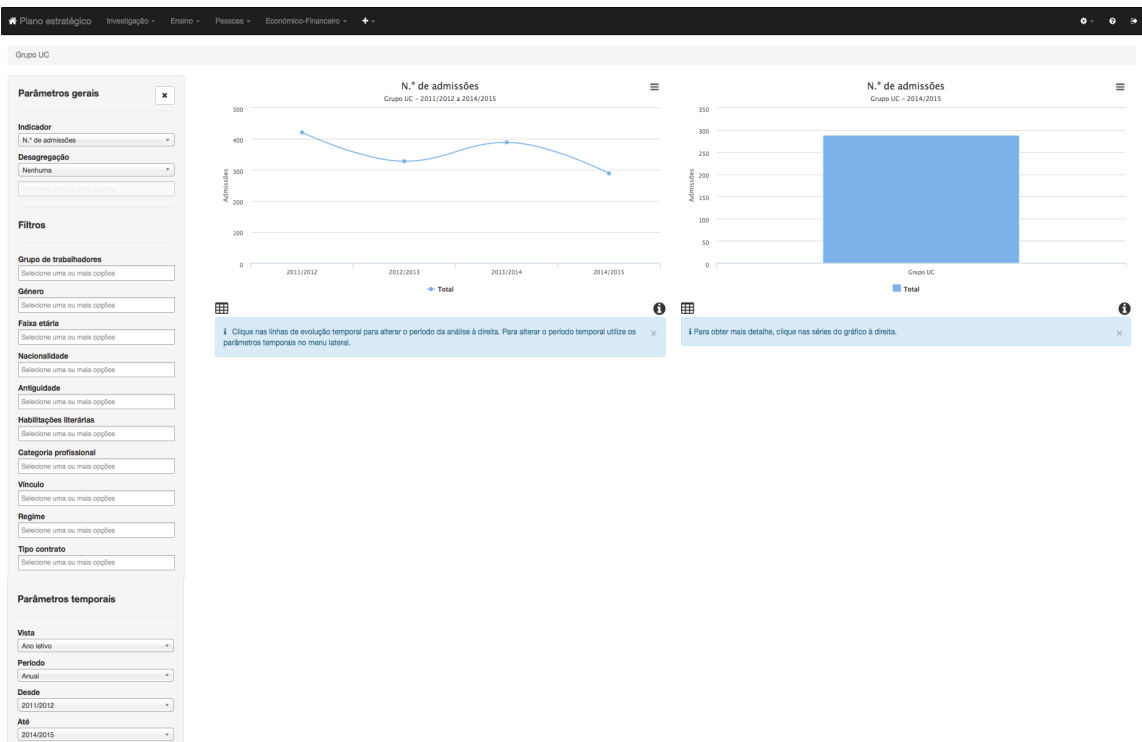 Plano estratégico Investigação Ensino Pessoas Económico-Financeiro
Grupo UC
Parâmetros gerais
Indicador
N.° de admissões
Desagregação
Nenhuma
Selecione uma ou mais opções
Filtros
Grupo de trabalhadores
Selecione uma ou mais opções
Género
Selecione uma ou mais opções
Faixa etária
Selecione uma ou mais opções
Nacionalidade
Selecione uma ou mais opções
Antiguidade
Selecione uma ou mais opções
Habilitações literárias
Selecione uma ou mais opções
Categoria profissional
Selecione uma ou mais opções
Vínculo
Selecione uma ou mais opções
Regime
Selecione uma ou mais opções
Tipo contrato
Selecione uma ou mais opções
Parâmetros temporais
Vista
Ano letivo
Período
Anual
Desde
2011/2012
Até
2014/2015
N.° de admissões
Grupo UC - 2011/2012 a 2014/2015
500
400
300
200
100
0
Admissões
2011/2012 2012/2013 2013/2014 2014/2015
Total
Clique nas linhas de evolução temporal para alterar o período da análise à direita. Para alterar o período temporal utilize os
parâmetros temporais no menu lateral.
N.° de admissões
Grupo UC - 2014/2015
350
300
250
200
150
100
50
0
Admissões
Grupo UC
Total
Para obter mais detalhe, clique nas séries do gráfico à direita.